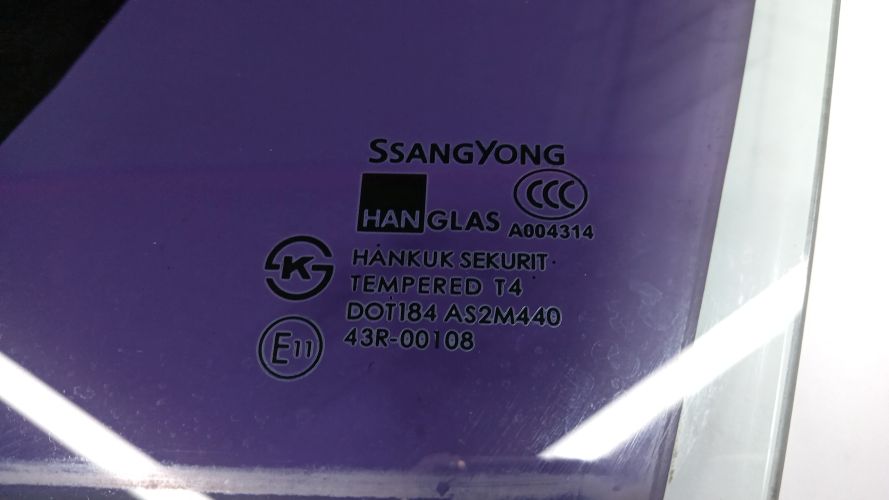 SSANGYONG
CCC
HANGLAS
A004314
HANKUK SEKURIT
K
TEMPERED T4
DOT184 AS2M440
43R-00108
E11